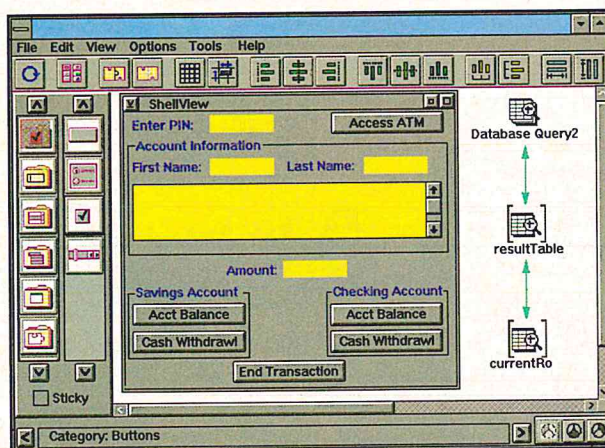 File Edit View Options Tools Help
ShellView
Enter PIN: Access ATM
Account Information
First Name: Last Name:
Amount:
Savings Account Checking Account
Acct Balance Acct Balance
Cash Withdrawl Cash Withdrawl
End Transaction
Database Query2
resultTable
currentRo
Sticky
Category: Buttons